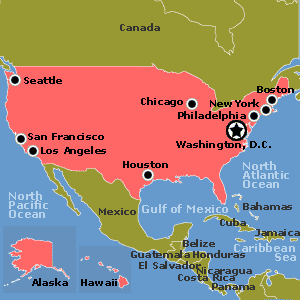 Canada
Seattle
Boston
Chicago
New York
Philadelphia
Washington, D.C.
San Francisco
Los Angeles
Houston
North
Pacific
Ocean
North
Atlantic
Ocean
Mexico
Gulf of Mexico
Bahamas
Cuba
Jamaica
Caribbean
Sea
Belize
Guatemala
Honduras
El Salvador
Nicaragua
Costa Rica
Panama
Alaska
Hawaii